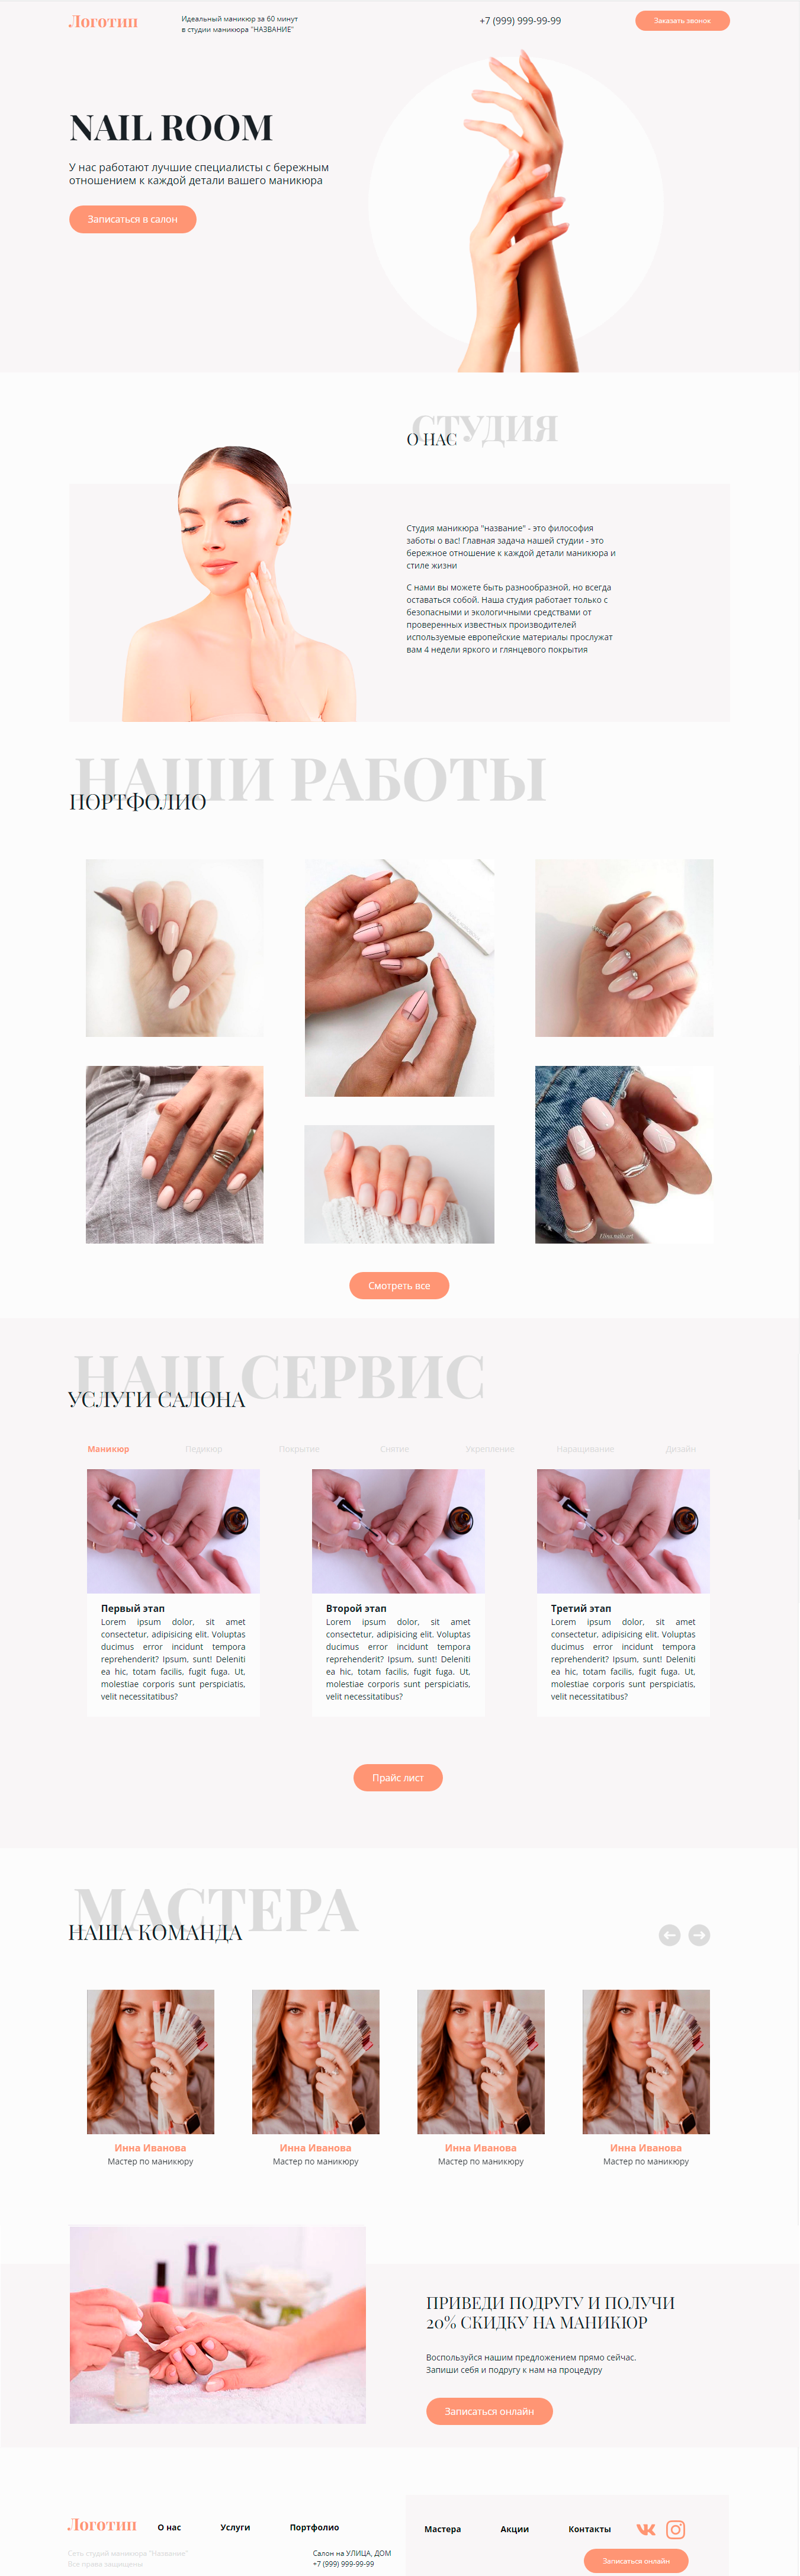 Логотип
Идеальный маникюр за 60 минут
в студии маникюра "НАЗВАНИЕ"
+7 (999) 999-99-99
Заказать звонок
NAIL ROOM
У нас работают лучшие специалисты с бережным
отношением к каждой детали вашего маникюра
Записаться в салон
СТУДИЯ
О НАС
Студия маникюра "название" - это философия
заботы о вас! Главная задача нашей студии - это
бережное отношение к каждой детали маникюра и
стиле жизни
С нами вы можете быть разнообразной, но всегда
оставаться собой. Наша студия работает только с
безопасными и экологичными средствами от
проверенных известных производителей
используемые европейские материалы прослужат
вам 4 недели яркого и глянцевого покрытия
НАШИ РАБОТЫ
ПОРТФОЛИО
Смотреть все
НАШ СЕРВИС
УСЛУГИ САЛОНА
Маникюр
Педикюр
Покрытие
Снятие
Укрепление
Наращивание
Дизайн
Первый этап
Lorem ipsum dolor, sit amet
consectetur, adipisicing elit. Voluptas
ducimus error incidunt tempora
reprehenderit? Ipsum, sunt! Deleniti
ea hic, totam facilis, fugit fuga. Ut,
molestiae corporis sunt perspiciatis,
velit necessitatibus?
Второй этап
Lorem ipsum dolor, sit amet
consectetur, adipisicing elit. Voluptas
ducimus error incidunt tempora
reprehenderit? Ipsum, sunt! Deleniti
ea hic, totam facilis, fugit fuga. Ut,
molestiae corporis sunt perspiciatis,
velit necessitatibus?
Третий этап
Lorem ipsum dolor, sit amet
consectetur, adipisicing elit. Voluptas
ducimus error incidunt tempora
reprehenderit? Ipsum, sunt! Deleniti
ea hic, totam facilis, fugit fuga. Ut,
molestiae corporis sunt perspiciatis,
velit necessitatibus?
Прайс лист
МАСТЕРА
НАША КОМАНДА
Инна Иванова
Мастер по маникюру
Инна Иванова
Мастер по маникюру
Инна Иванова
Мастер по маникюру
Инна Иванова
Мастер по маникюру
ПРИВЕДИ ПОДРУГУ И ПОЛУЧИ
20% СКИДКУ НА МАНИКЮР
Воспользуйся нашим предложением прямо сейчас.
Запиши себя и подругу к нам на процедуру
Записаться онлайн
Логотип
О нас
Услуги
Портфолио
Мастера
Акции
Контакты
Сеть студий маникюра "Название"
Все права защищены
Салон на УЛИЦА, ДОМ
+7 (999) 999-99-99
Записаться онлайн